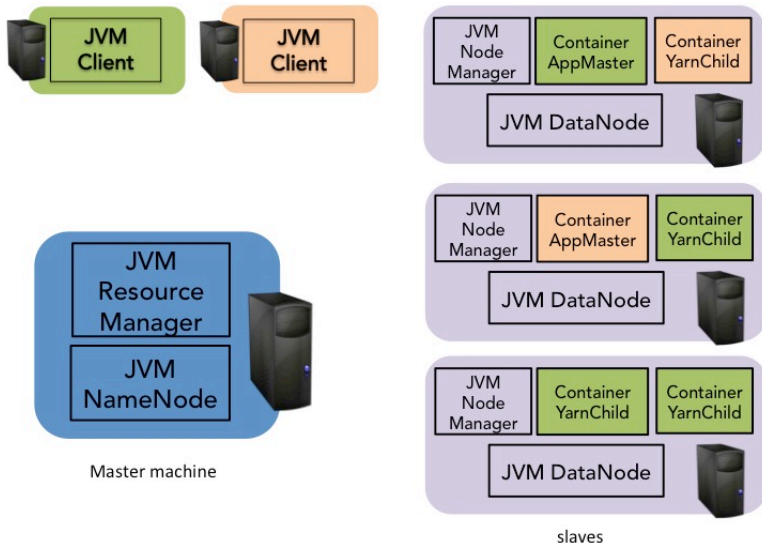 JVM
Client
JVM
Client
JVM
Node
Manager
Container
AppMaster
Container
YarnChild
JVM DataNode
JVM
Node
Manager
Container
AppMaster
Container
YarnChild
JVM DataNode
JVM
Resource
Manager
JVM
NameNode
Master machine
JVM
Node
Manager
Container
YarnChild
Container
YarnChild
JVM DataNode
slaves